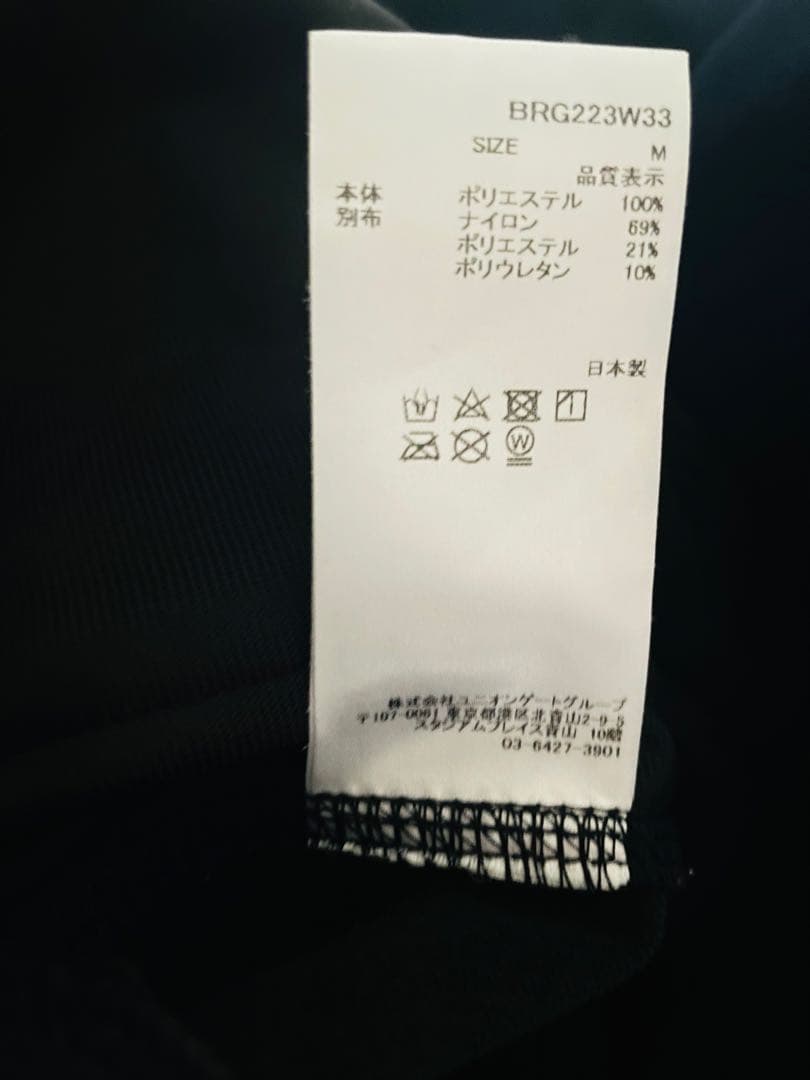 BRG223W33
SIZE M
品質表示
本体 ポリエステル 100%
別布 ナイロン 69%
ポリエステル 21%
ポリウレタン 10%
日本製
W
株式会社ユニオンゲートグループ
〒107-0061 東京都港区北青山2-9-5
スタジアムプレイス青山 10階
03-6427-3901